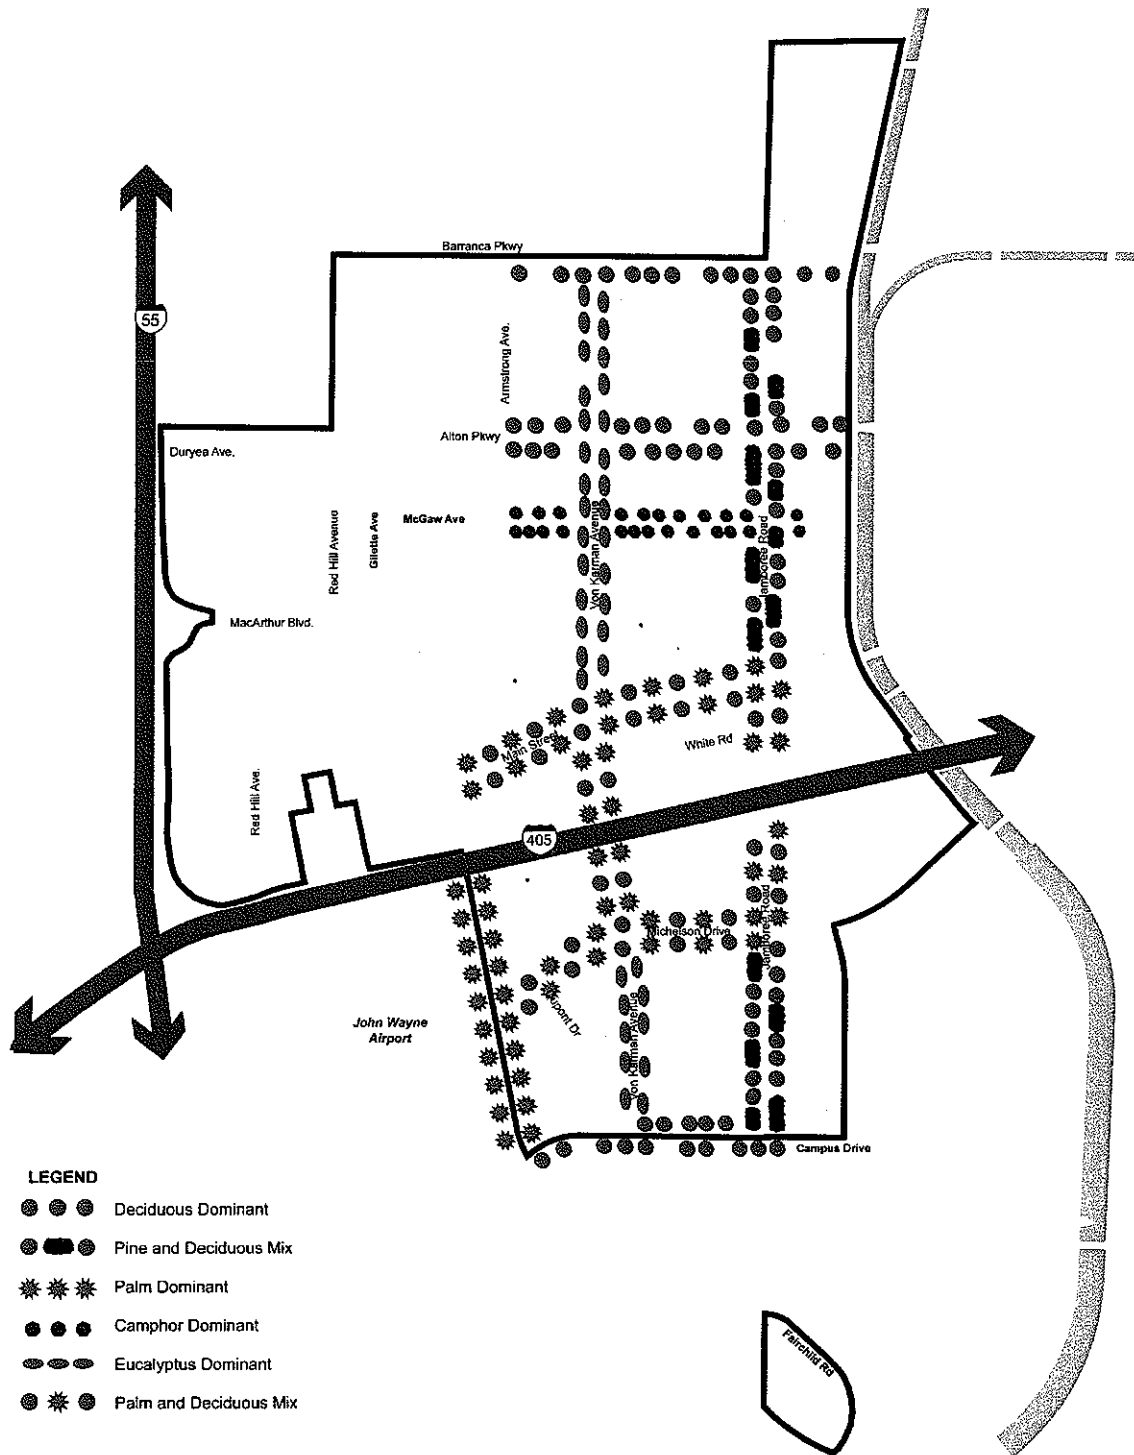 Barranca Pkwy
55
Armstrong Ave.
Alton Pkwy
Duryea Ave.
Red Hill Avenue
Gilette Ave
McGaw Ave
Von Karman Avenue
Jamboree Road
MacArthur Blvd.
Main Street
White Rd
Red Hill Ave.
405
Michelson Drive
Jamboree Road
Dupont Dr
Von Karman Avenue
John Wayne
Airport
Campus Drive
LEGEND
Deciduous Dominant
Pine and Deciduous Mix
Palm Dominant
Camphor Dominant
Eucalyptus Dominant
Palm and Deciduous Mix
Fairchild Rd